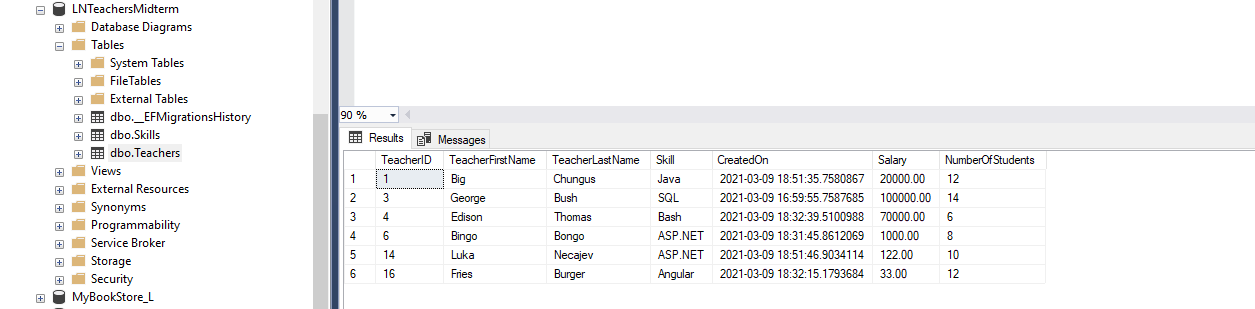 LNTeachersMidterm
Database Diagrams
Tables
System Tables
FileTables
External Tables
dbo.__EFMigrationsHistory
dbo.Skills
dbo.Teachers
Views
External Resources
Synonyms
Programmability
Service Broker
Storage
Security
MyBookStore_L
90 %
Results Messages
TeacherID TeacherFirstName TeacherLastName Skill CreatedOn Salary NumberOfStudents
1 1 Big Chungus Java 2021-03-09 18:51:35.7580867 20000.00 12
2 3 George Bush SQL 2021-03-09 16:59:55.7587685 100000.00 14
3 4 Edison Thomas Bash 2021-03-09 18:32:39.5100988 70000.00 6
4 6 Bingo Bongo ASP.NET 2021-03-09 18:31:45.8612069 1000.00 8
5 14 Luka Necajev ASP.NET 2021-03-09 18:51:46.9034114 122.00 10
6 16 Fries Burger Angular 2021-03-09 18:32:15.1793684 33.00 12